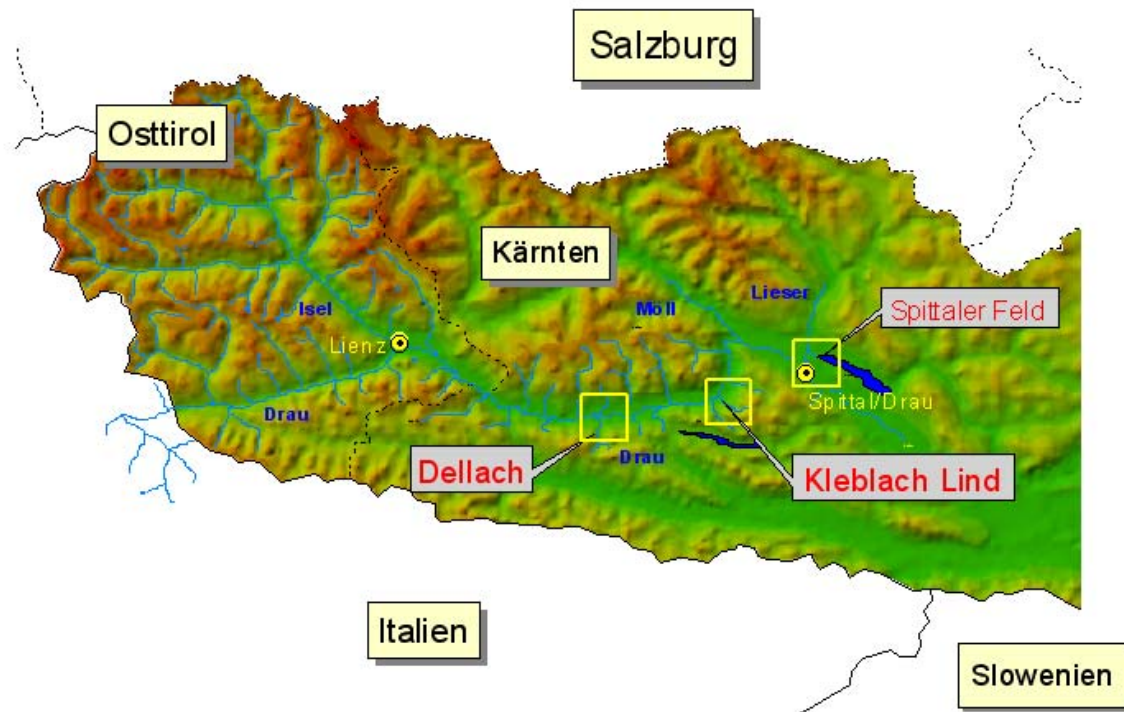 Salzburg
Osttirol
Kärnten
Isel
Möll
Lieser
Spittaler Feld
Lienz
Spittal/Drau
Drau
Drau
Dellach
Kleblach Lind
Italien
Slowenien